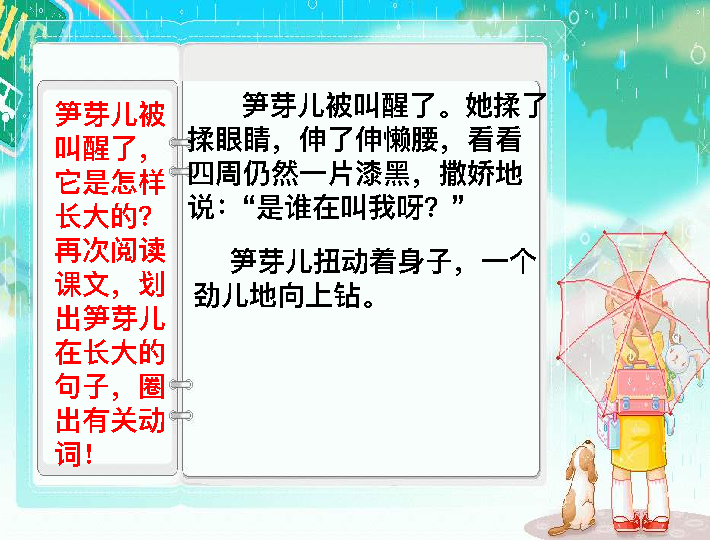 笋芽儿被
叫醒了，
它是怎样
长大的？
再次阅读
课文，划
出笋芽儿
在长大的
句子，圈
出有关动
词！
笋芽儿被叫醒了。她揉了
揉眼睛，伸了伸懒腰，看看
四周仍然一片漆黑，撒娇地
说：“是谁在叫我呀？”
笋芽儿扭动着身子，一个
劲儿地向上钻。